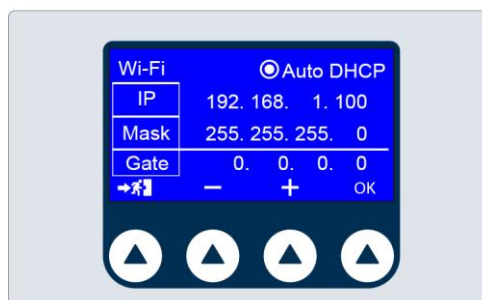 Wi-Fi Auto DHCP
IP 192. 168. 1. 100
Mask 255. 255. 255. 0
Gate 0. 0. 0. 0
− + OK